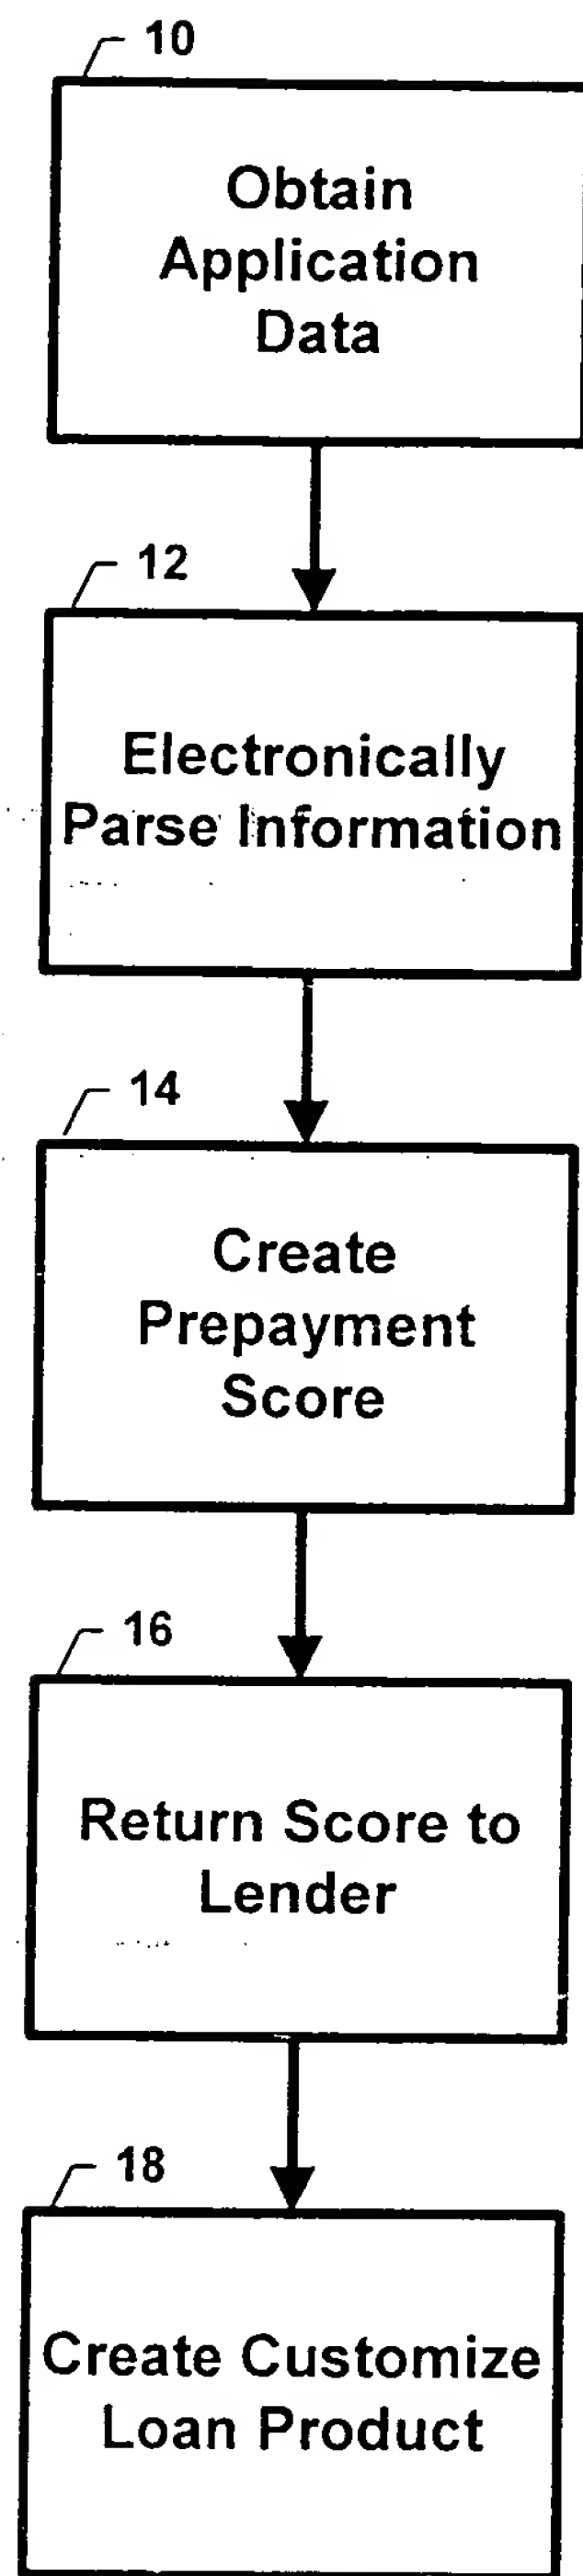 10
Obtain
Application
Data
12
Electronically
Parse Information
14
Create
Prepayment
Score
16
Return Score to
Lender
18
Create Customize
Loan Product